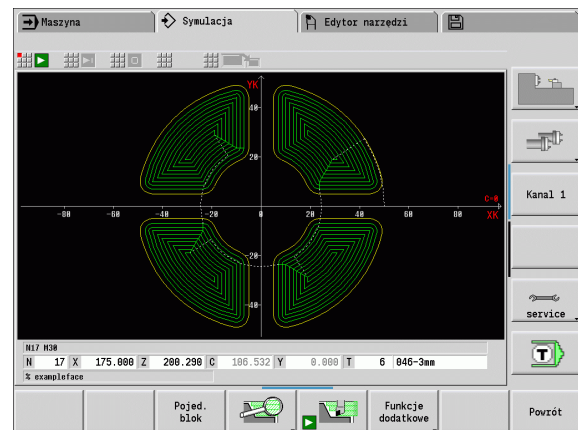 Maszyna
Symulacja
Edytor narzędzi
YK
40
20
-80 -60 -40 -20 0 20 40 60 80
C-0
XK
-20
-40
Kanal 1
service
N17 M30
N 17 X 175.000 Z 200.290 C 106.532 Y 0.000 T 6 046-3mm
% exampleface
T
Pojed.
blok
Funkcje
dodatkowe
Powrót